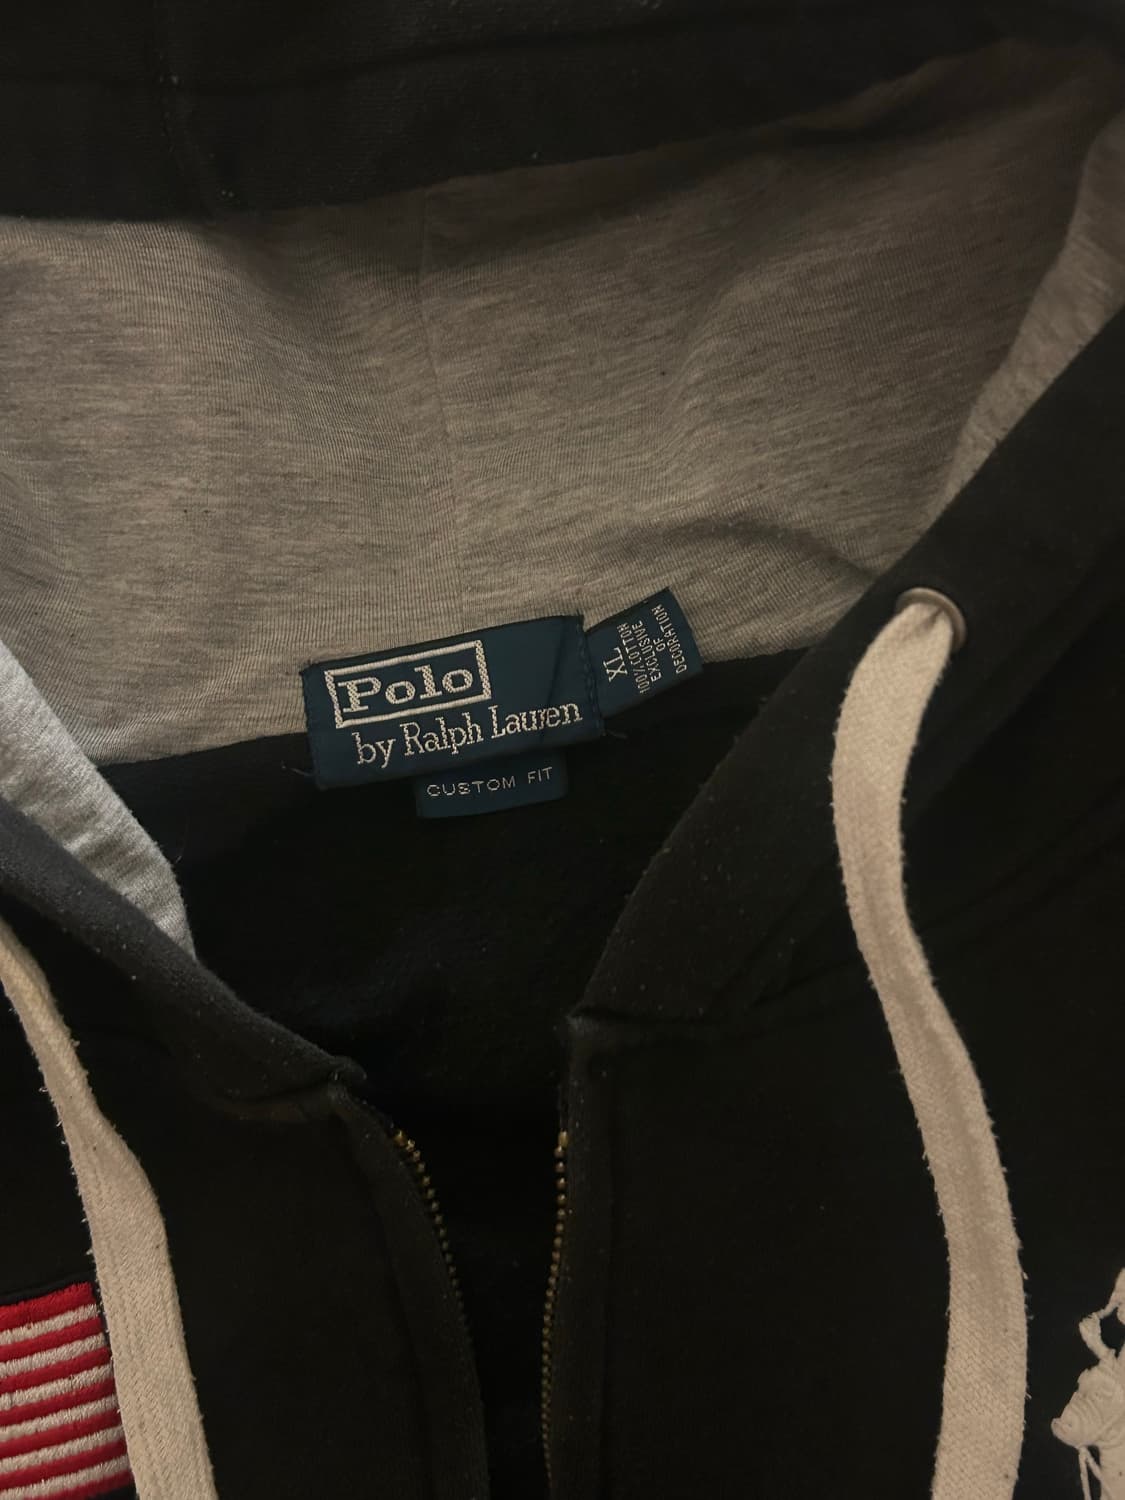 Polo
by Ralph Lauren
CUSTOM FIT
XL
100% COTTON
EXCLUSIVE
OF
DECORATION